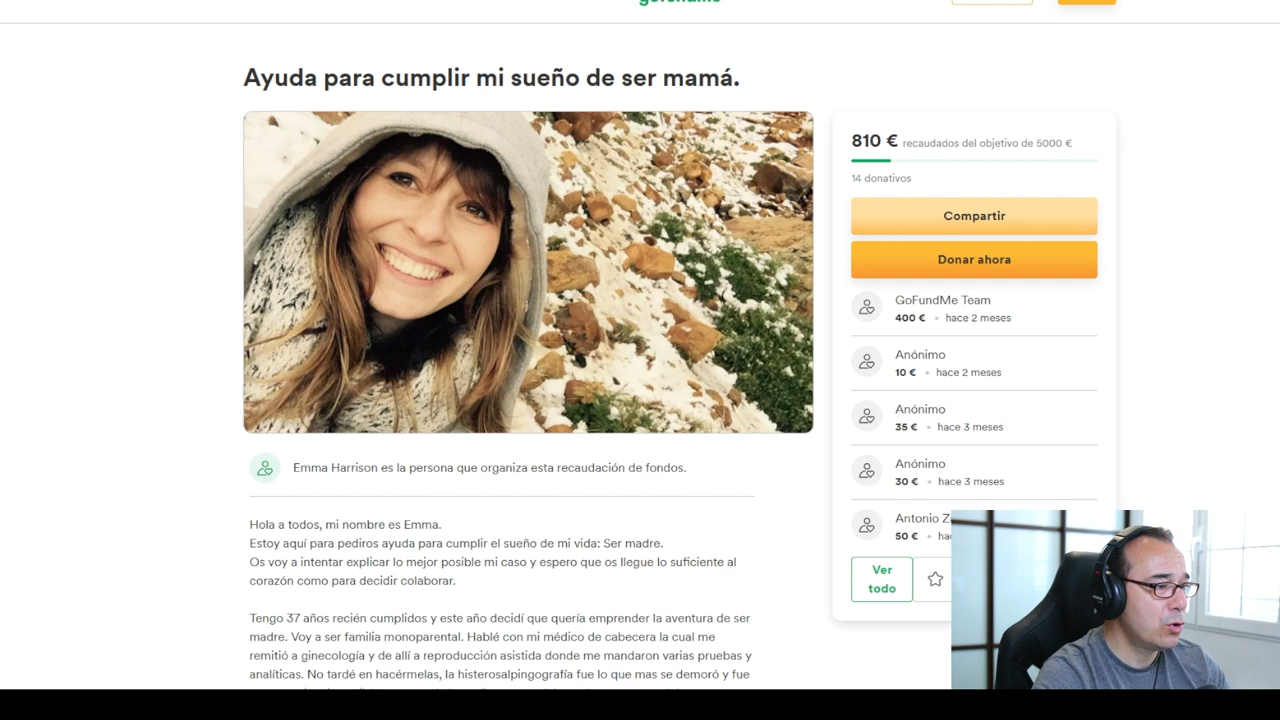 Ayuda para cumplir mi sueño de ser mamá.
810 € recaudados del objetivo de 5000 €
14 donativos
Compartir
Donar ahora
GoFundMe Team
400 € • hace 2 meses
Anónimo
10 € • hace 2 meses
Anónimo
35 € • hace 3 meses
Anónimo
30 € • hace 3 meses
Antonio
50 €
Ver
todo
Emma Harrison es la persona que organiza esta recaudación de fondos.
Hola a todos, mi nombre es Emma.
Estoy aquí para pediros ayuda para cumplir el sueño de mi vida: Ser madre.
Os voy a intentar explicar lo mejor posible mi caso y espero que os llegue lo suficiente al
corazón como para decidir colaborar.
Tengo 37 años recién cumplidos y este año decidí que quería emprender la aventura de ser
madre. Voy a ser familia monoparental. Hablé con mi médico de cabecera la cual me
remitió a ginecología y de allí a reproducción asistida donde me mandaron varias pruebas y
analíticas. No tardé en hacérmelas, la histerosalpingografía fue lo que mas se demoró y fue